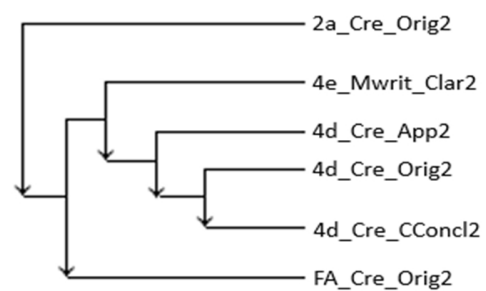 2a_Cre_Orig2
4e_Mwrit_Clar2
4d_Cre_App2
4d_Cre_Orig2
4d_Cre_CConcl2
FA_Cre_Orig2